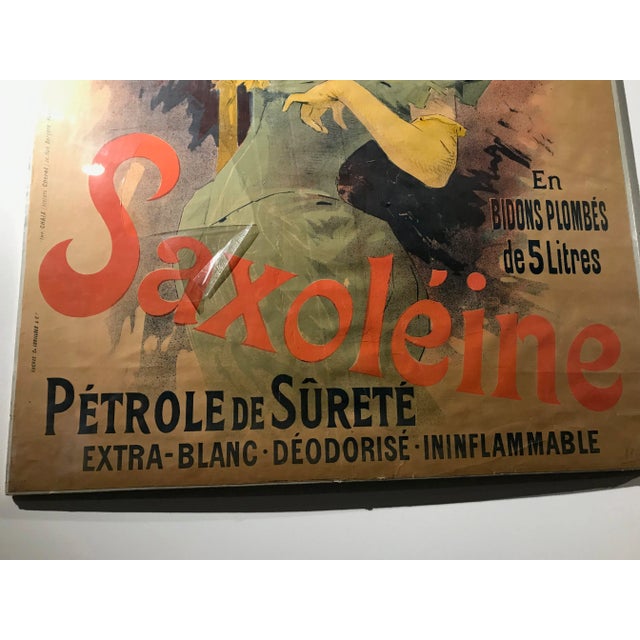 En
BIDONS PLOMBÉS
de 5 Litres
Saxoléine
PÉTROLE DE SÛRETÉ
EXTRA-BLANC · DÉODORISÉ · ININFLAMMABLE